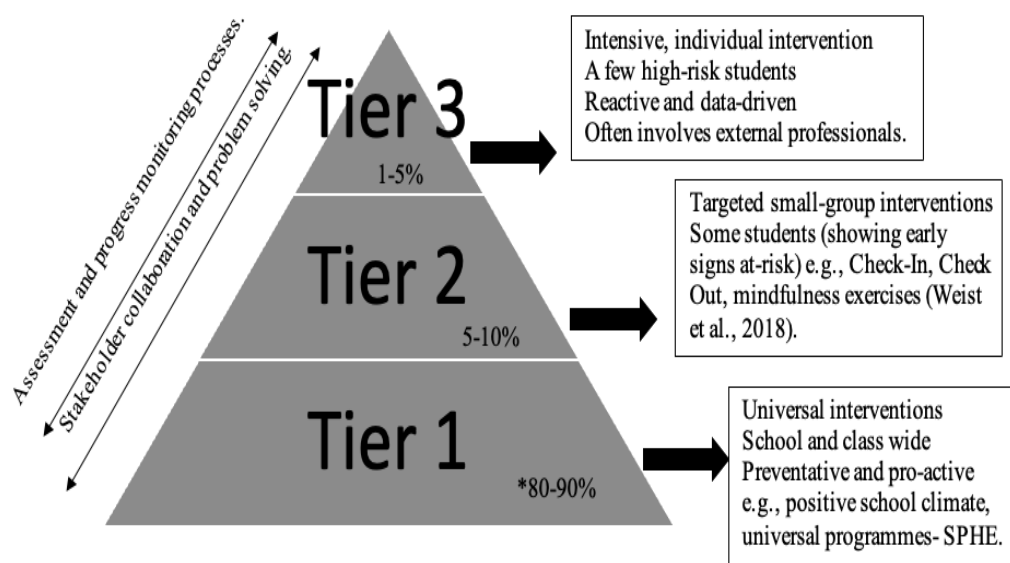 Assessment and progress monitoring processes.
Stakeholder collaboration and problem solving.
Tier 3
1-5%
Intensive, individual intervention
A few high-risk students
Reactive and data-driven
Often involves external professionals.
Tier 2
5-10%
Targeted small-group interventions
Some students (showing early
signs at-risk) e.g., Check-In, Check
Out, mindfulness exercises (Weist
et al., 2018).
Tier 1
*80-90%
Universal interventions
School and class wide
Preventative and pro-active
e.g., positive school climate,
universal programmes- SPHE.